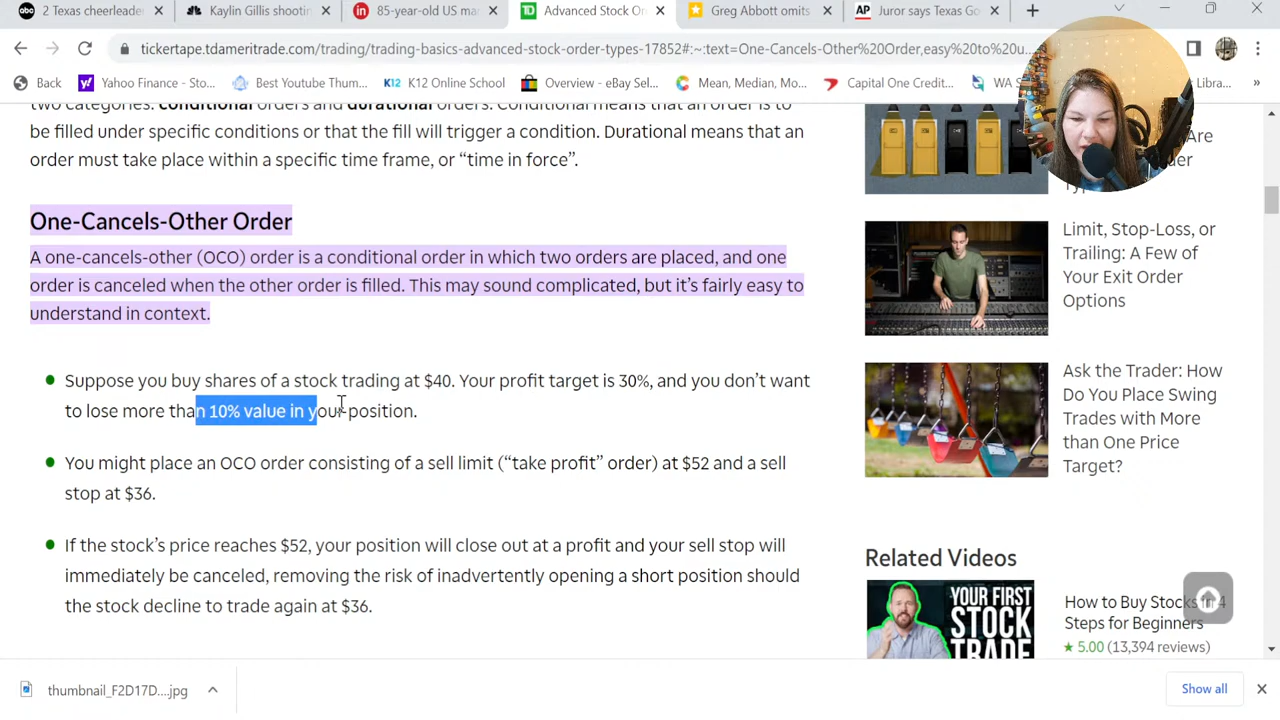 2 Texas cheerleade
Kaylin Gillis shootin
85-year-old US ma
Advanced Stock Or
Greg Abbott omits
Juror says Texas Go
tickertape.tdameritrade.com/trading/trading-basics-advanced-stock-order-types-17852#:~:text=One-Cancels-Other%20Order,easy%20to%20u...
Back
Yahoo Finance - Sto...
Best Youtube Thum...
K12 Online School
Overview - eBay Sel...
Mean, Median, Mo...
Capital One Credit...
WA S
Libra...
two categories: conditional orders and durational orders. Conditional means that an order is to
be filled under specific conditions or that the fill will trigger a condition. Durational means that an
order must take place within a specific time frame, or “time in force”.
One-Cancels-Other Order
A one-cancels-other (OCO) order is a conditional order in which two orders are placed, and one
order is canceled when the other order is filled. This may sound complicated, but it’s fairly easy to
understand in context.
Suppose you buy shares of a stock trading at $40. Your profit target is 30%, and you don’t want
to lose more than 10% value in your position.
You might place an OCO order consisting of a sell limit (“take profit” order) at $52 and a sell
stop at $36.
If the stock’s price reaches $52, your position will close out at a profit and your sell stop will
immediately be canceled, removing the risk of inadvertently opening a short position should
the stock decline to trade again at $36.
Are
Limit, Stop-Loss, or
Trailing: A Few of
Your Exit Order
Options
Ask the Trader: How
Do You Place Swing
Trades with More
than One Price
Target?
Related Videos
YOUR FIRST
STOCK
TRADE
How to Buy Stocks in 4
Steps for Beginners
★ 5.00 (13,394 reviews)
thumbnail_F2D17D....jpg
Show all